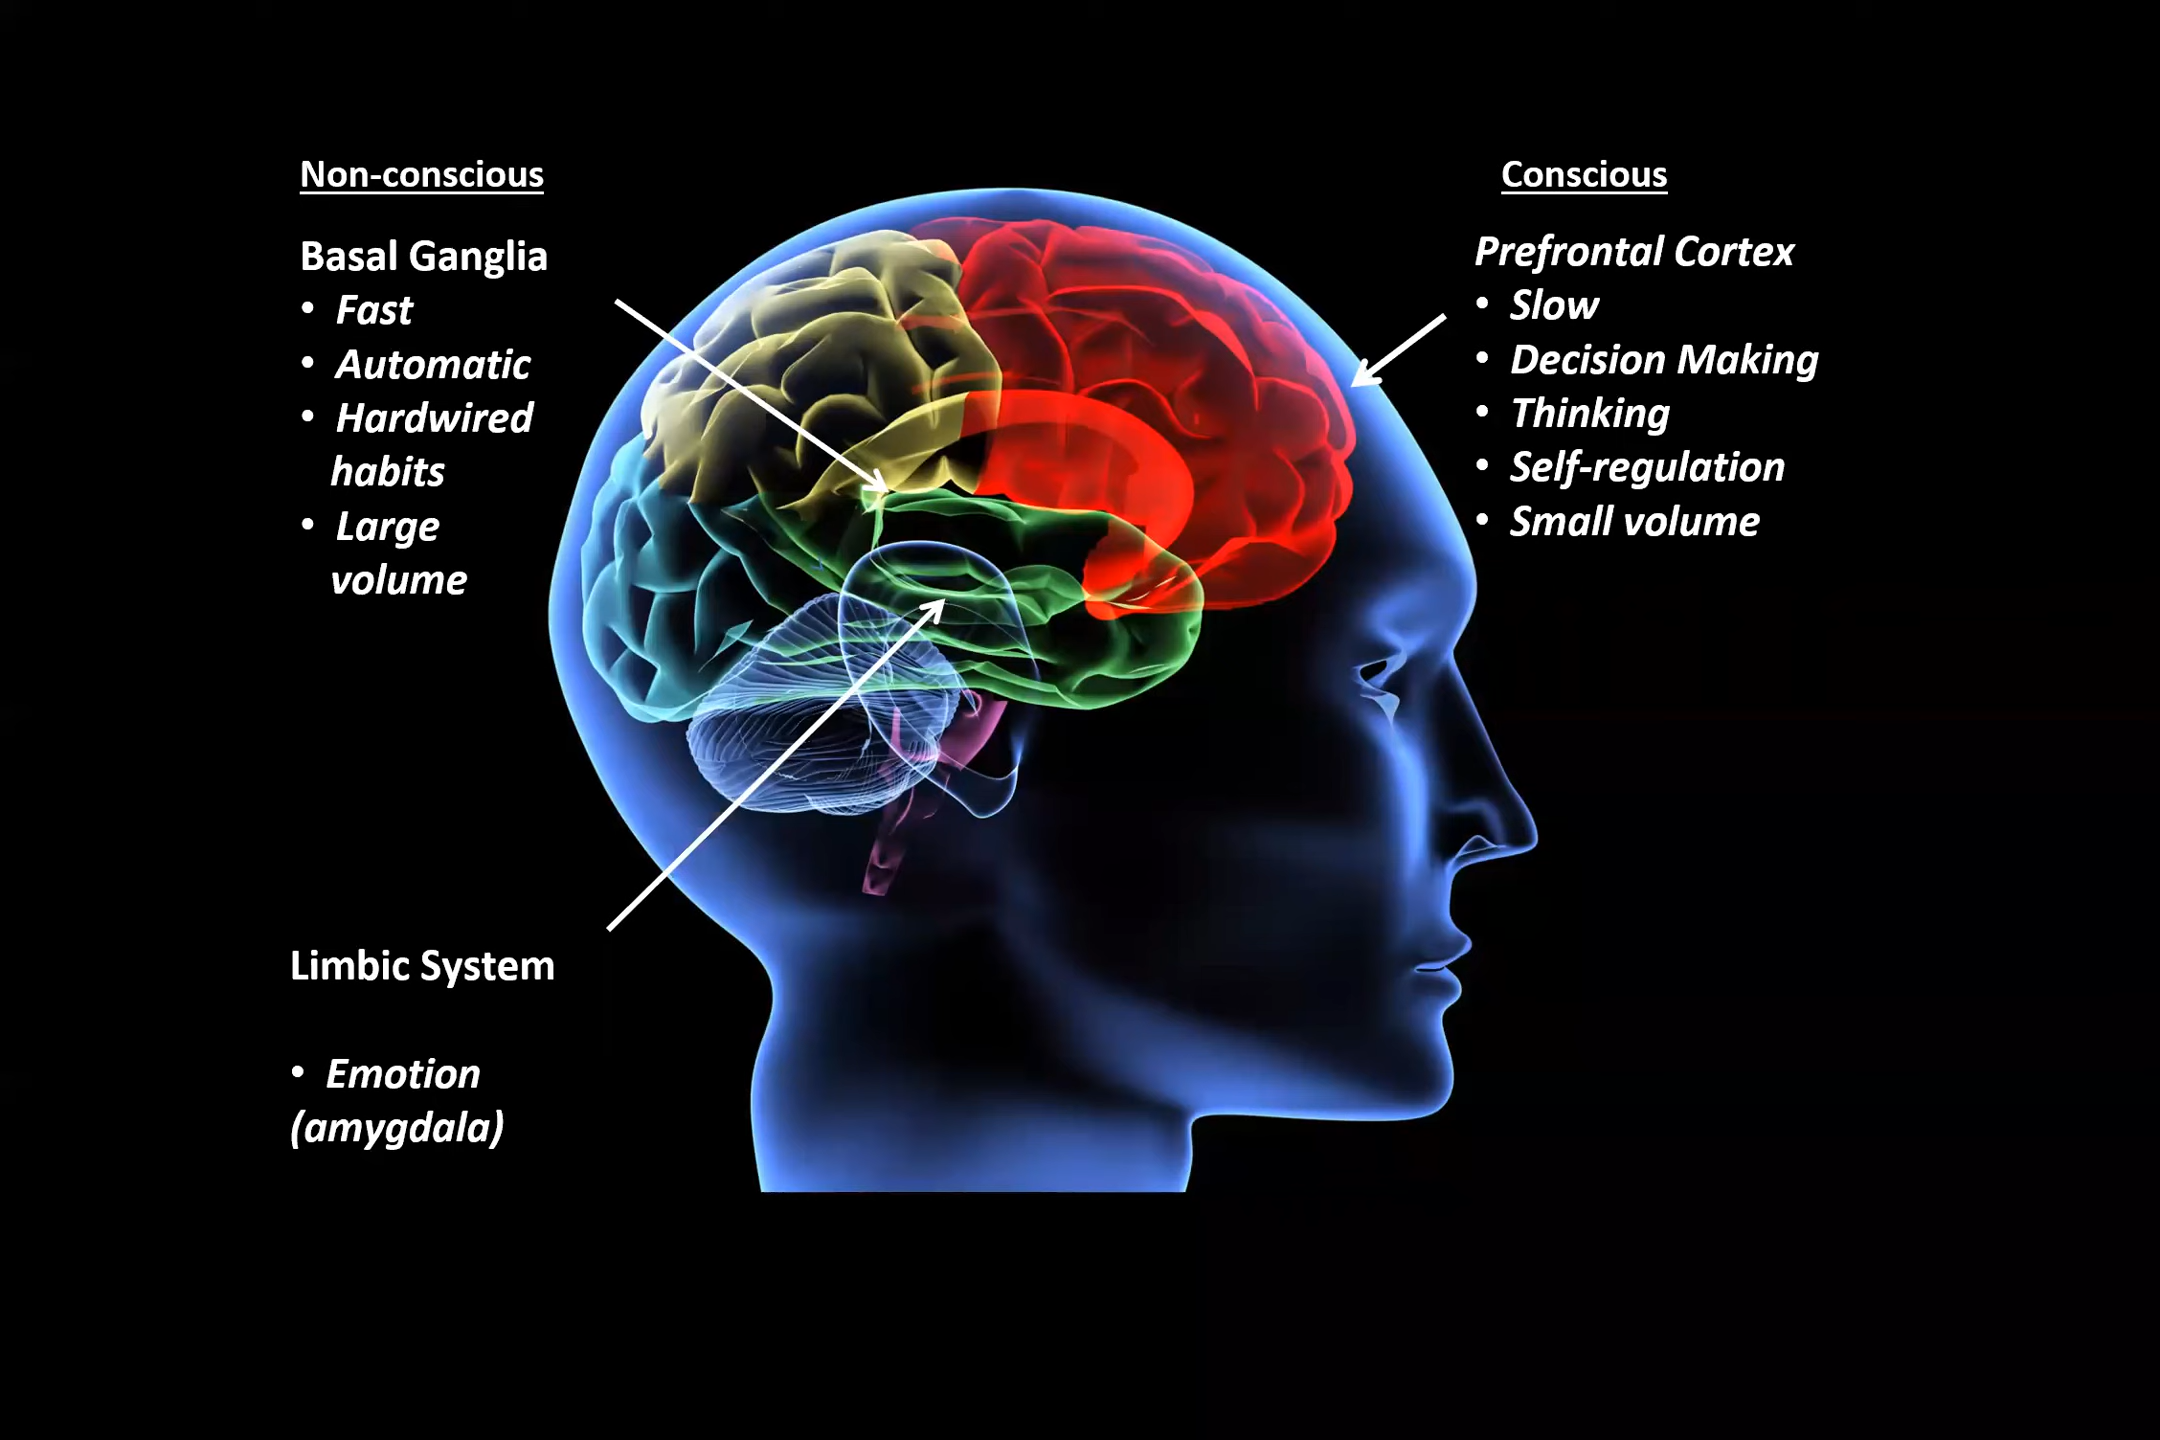 Non-conscious
Basal Ganglia
• Fast
• Automatic
• Hardwired
habits
• Large
volume
Limbic System
• Emotion
(amygdala)
Conscious
Prefrontal Cortex
• Slow
• Decision Making
• Thinking
• Self-regulation
• Small volume